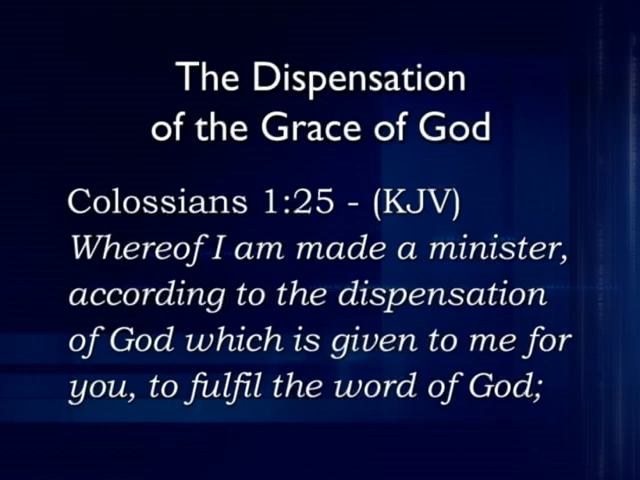 The Dispensation
of the Grace of God
Colossians 1:25 - (KJV)
Whereof I am made a minister,
according to the dispensation
of God which is given to me for
you, to fulfil the word of God;